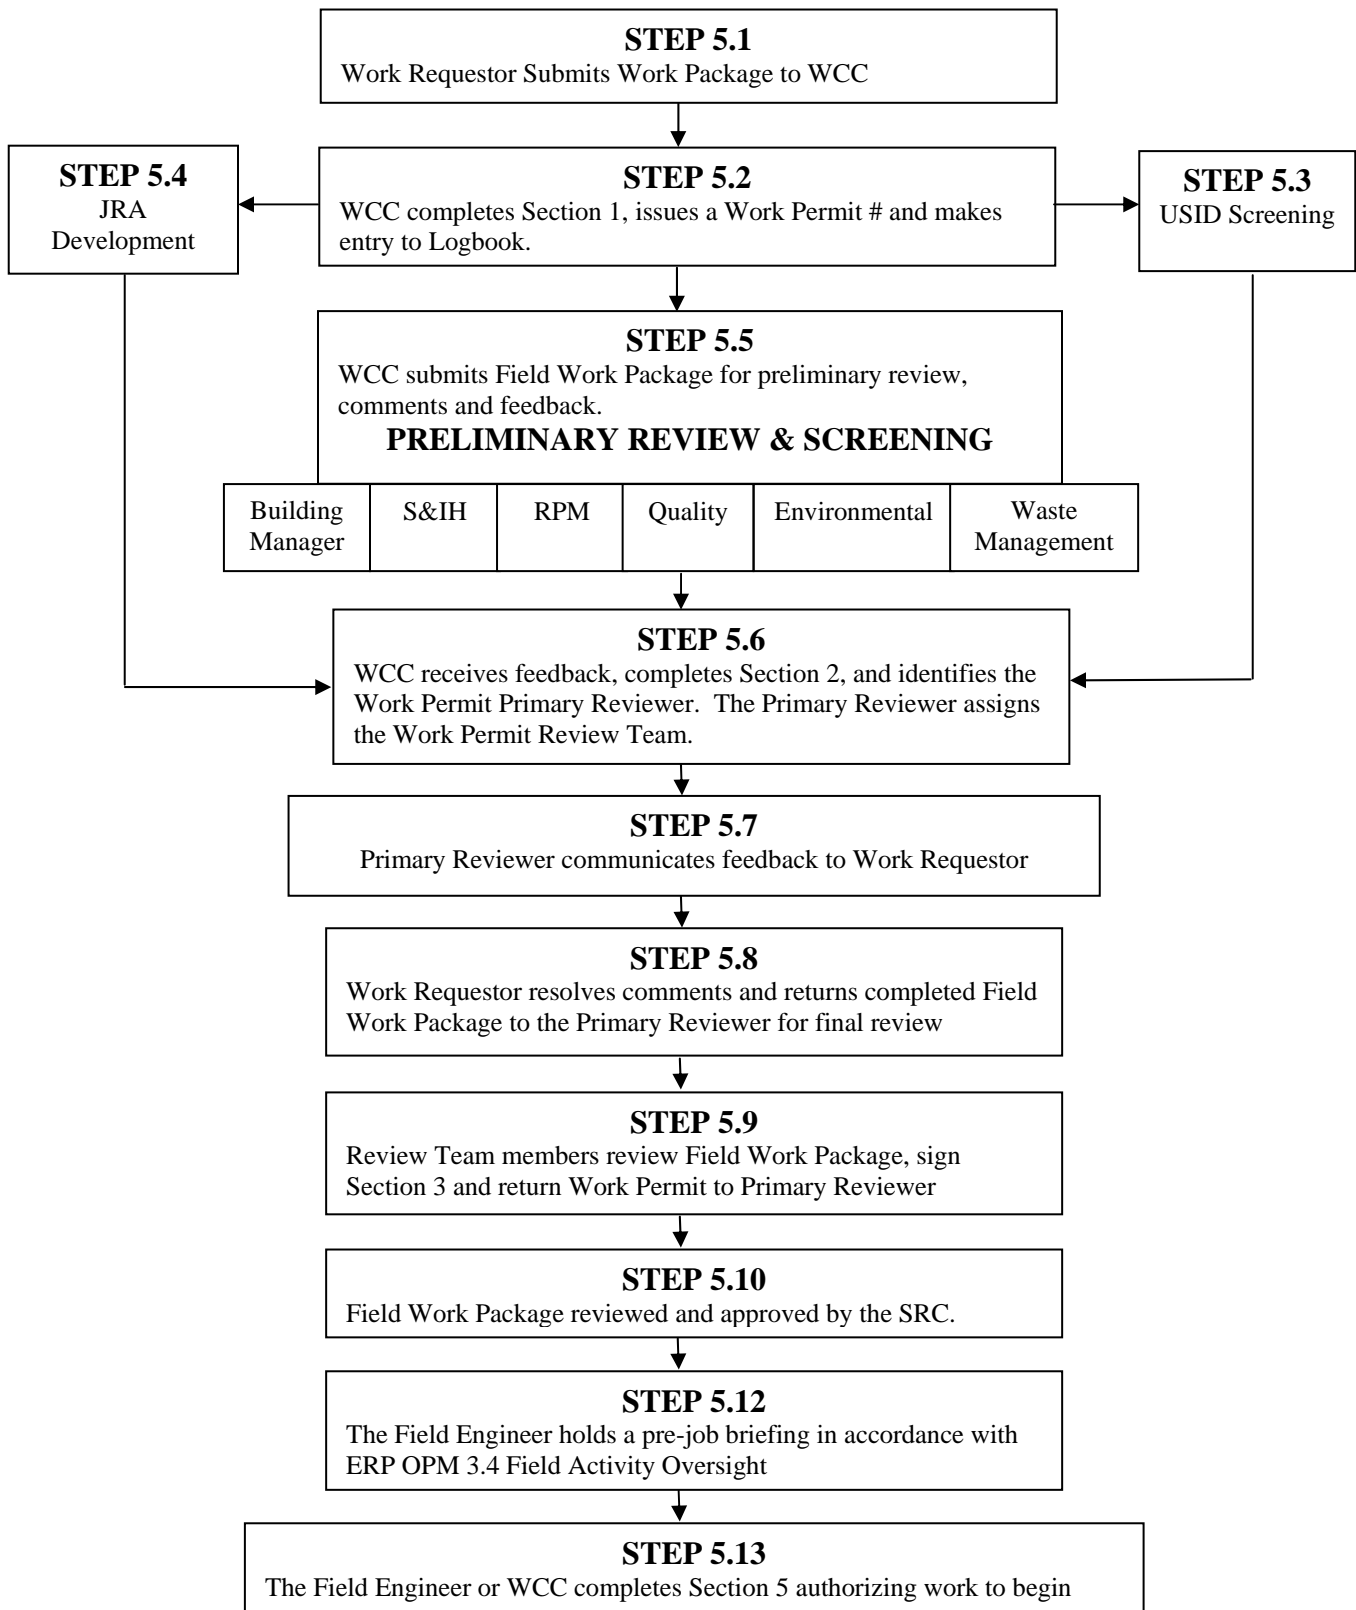 STEP 5.1
Work Requestor Submits Work Package to WCC
STEP 5.4
JRA
Development
STEP 5.2
WCC completes Section 1, issues a Work Permit # and makes
entry to Logbook.
STEP 5.3
USID Screening
STEP 5.5
WCC submits Field Work Package for preliminary review,
comments and feedback.
PRELIMINARY REVIEW & SCREENING
Building
Manager
S&IH
RPM
Quality
Environmental
Waste
Management
STEP 5.6
WCC receives feedback, completes Section 2, and identifies the
Work Permit Primary Reviewer.  The Primary Reviewer assigns
the Work Permit Review Team.
STEP 5.7
Primary Reviewer communicates feedback to Work Requestor
STEP 5.8
Work Requestor resolves comments and returns completed Field
Work Package to the Primary Reviewer for final review
STEP 5.9
Review Team members review Field Work Package, sign
Section 3 and return Work Permit to Primary Reviewer
STEP 5.10
Field Work Package reviewed and approved by the SRC.
STEP 5.12
The Field Engineer holds a pre-job briefing in accordance with
ERP OPM 3.4 Field Activity Oversight
STEP 5.13
The Field Engineer or WCC completes Section 5 authorizing work to begin